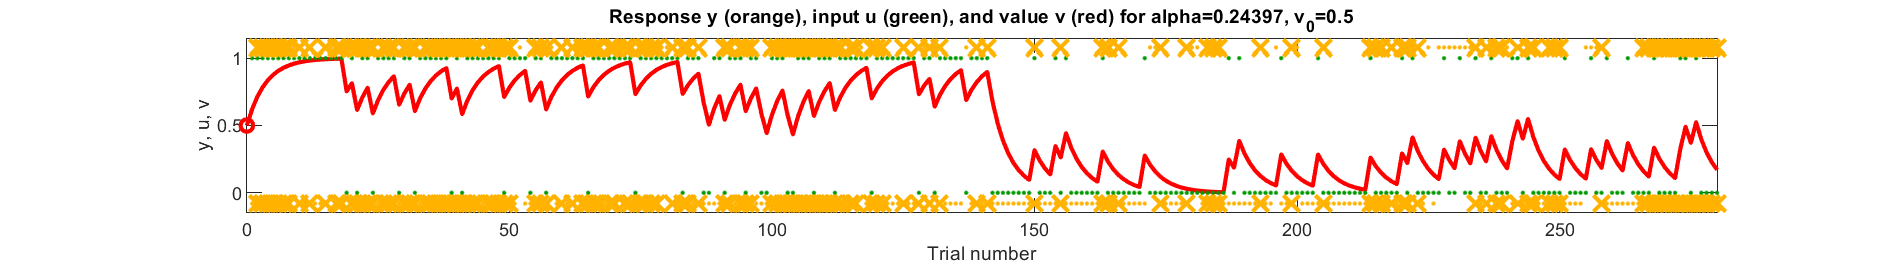 Response y (orange), input u (green), and value v (red) for alpha=0.24397, v0=0.5
y, u, v
1
0.5
0
0 50 100 150 200 250
Trial number